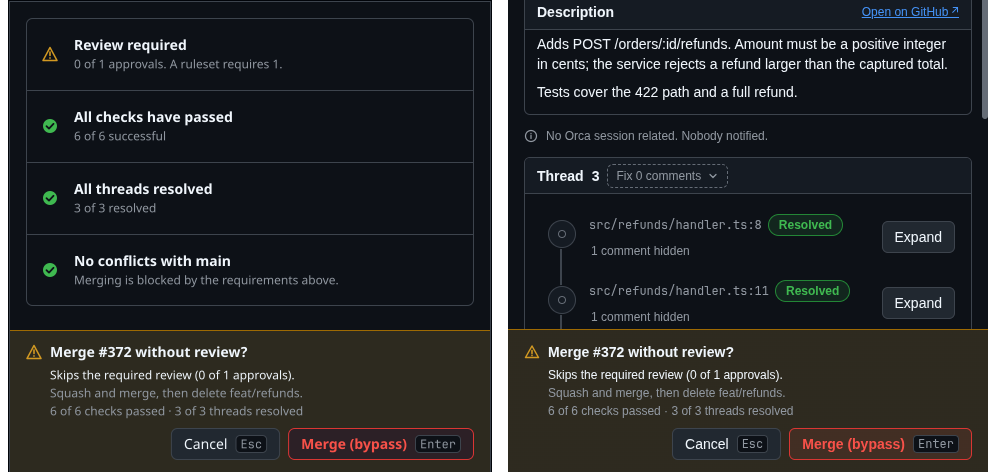 Review required
0 of 1 approvals. A ruleset requires 1.
All checks have passed
6 of 6 successful
All threads resolved
3 of 3 resolved
No conflicts with main
Merging is blocked by the requirements above.
Merge #372 without review?
Skips the required review (0 of 1 approvals).
Squash and merge, then delete feat/refunds.
6 of 6 checks passed · 3 of 3 threads resolved
Cancel Esc Merge (bypass) Enter
Description Open on GitHub↗
Adds POST /orders/:id/refunds. Amount must be a positive integer
in cents; the service rejects a refund larger than the captured total.
Tests cover the 422 path and a full refund.
No Orca session related. Nobody notified.
Thread 3 Fix 0 comments
src/refunds/handler.ts:8 Resolved
1 comment hidden
Expand
src/refunds/handler.ts:11 Resolved
1 comment hidden
Expand
Merge #372 without review?
Skips the required review (0 of 1 approvals).
Squash and merge, then delete feat/refunds.
6 of 6 checks passed · 3 of 3 threads resolved
Cancel Esc Merge (bypass) Enter